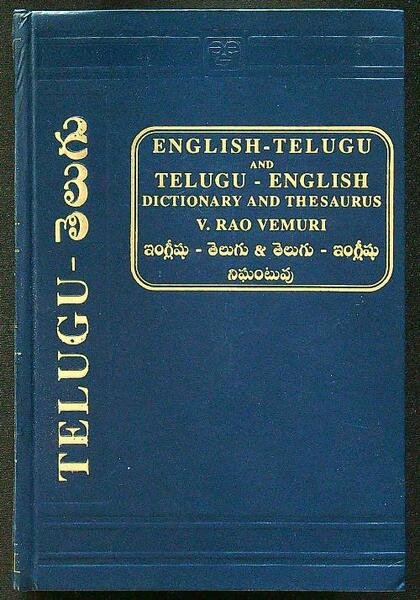 ENGLISH-TELUGU
AND
TELUGU - ENGLISH
DICTIONARY AND THESAURUS
V. RAO VEMURI
ఇంగ్లీషు - తెలుగు & తెలుగు - ఇంగ్లీషు
నిఘంటువు
TELUGU - తెలుగు